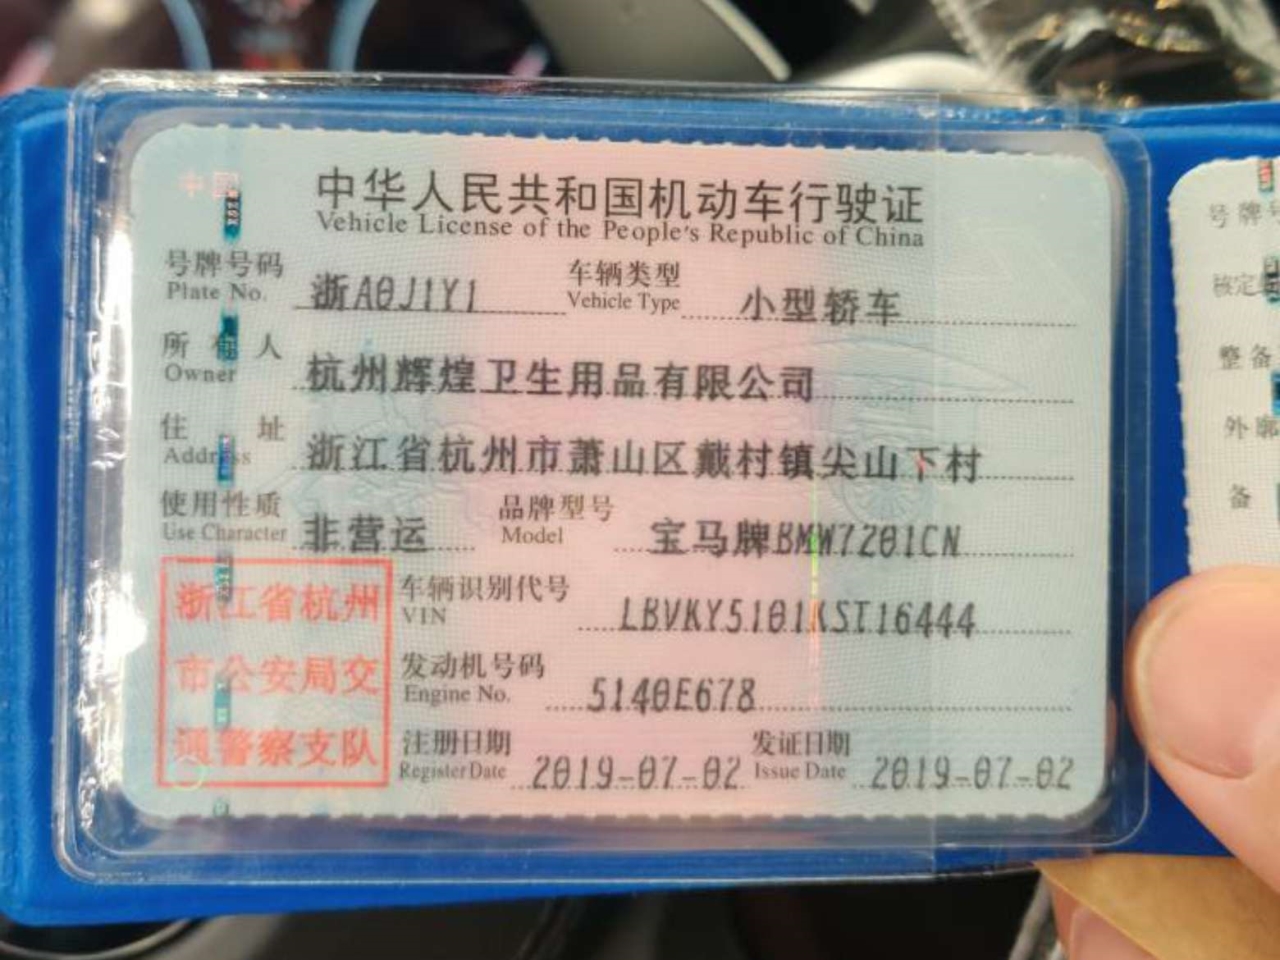 中国
中华人民共和国机动车行驶证
Vehicle License of the People's Republic of China
号牌号码 浙A0J1Y1 车辆类型 小型轿车
Plate No. Vehicle Type
所有人 杭州辉煌卫生用品有限公司
Owner
住址 浙江省杭州市萧山区戴村镇尖山下村
Address
使用性质 非营运 品牌型号 宝马牌BMW7201CN
Use Character Model
浙江省杭州
市公安局交
通警察支队
车辆识别代号 LBVKY5101KST16444
VIN
发动机号码 5140E678
Engine No.
注册日期 2019-07-02 发证日期 2019-07-02
Register Date Issue Date
号牌
核定
整备
外廓
备